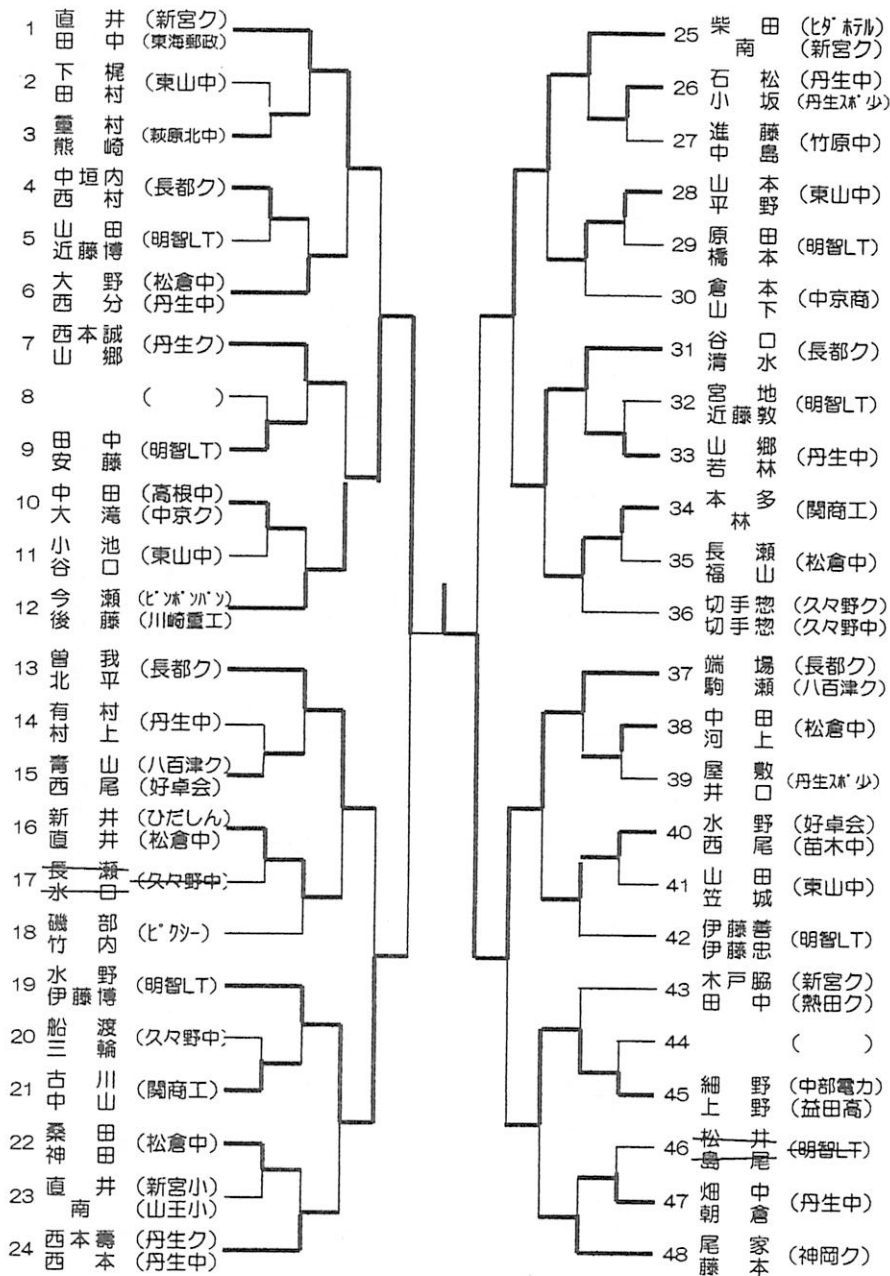 1 直井 (新宮ク)
田中 (東海郵政)
2 下梶 (東山中)
田村
3 重村 (萩原北中)
熊崎
4 中垣内 (長都ク)
西村
5 山田 (明智LT)
近藤博
6 大野 (松倉中)
西分 (丹生中)
7 西本誠 (丹生ク)
山郷
8 ( )
9 田中 (明智LT)
安藤
10 中田 (高根中)
大滝 (中京ク)
11 小池 (東山中)
谷口
12 今瀬 (ピンポンパン)
後藤 (川崎重工)
13 曽我 (長都ク)
北平
14 有村 (丹生中)
村上
15 青山 (八百津ク)
西尾 (好卓会)
16 新井 (ひだしん)
直井 (松倉中)
17 長瀬 (久々野中)
水口
18 磯部 (ピクシー)
竹内
19 水野 (明智LT)
伊藤博
20 船渡 (久々野中)
三輪
21 古川 (関商工)
中山
22 桑田 (松倉中)
神田
23 直井 (新宮小)
南 (山王小)
24 西本壽 (丹生ク)
西本 (丹生中)
25 柴田 (ヒダホテル)
南 (新宮ク)
26 石松 (丹生中)
小坂 (丹生スポ少)
27 進藤 (竹原中)
中島
28 山本 (東山中)
平野
29 原田 (明智LT)
橋本
30 倉本 (中京商)
山下
31 谷口 (長都ク)
清水
32 宮地 (明智LT)
近藤敦
33 山郷 (丹生中)
若林
34 本多 (関商工)
林
35 長瀬 (松倉中)
福山
36 切手惣 (久々野ク)
切手惣 (久々野中)
37 端場 (長都ク)
駒瀬 (八百津ク)
38 中田 (松倉中)
河上
39 屋敷 (丹生スポ少)
井口
40 水野 (好卓会)
西尾 (苗木中)
41 山田 (東山中)
笠城
42 伊藤善 (明智LT)
伊藤忠
43 木戸脇 (新宮ク)
田中 (熱田ク)
44 ( )
45 細野 (中部電力)
上野 (益田高)
46 松井 (明智LT)
島尾
47 畑中 (丹生中)
朝倉
48 尾家 (神岡ク)
藤本